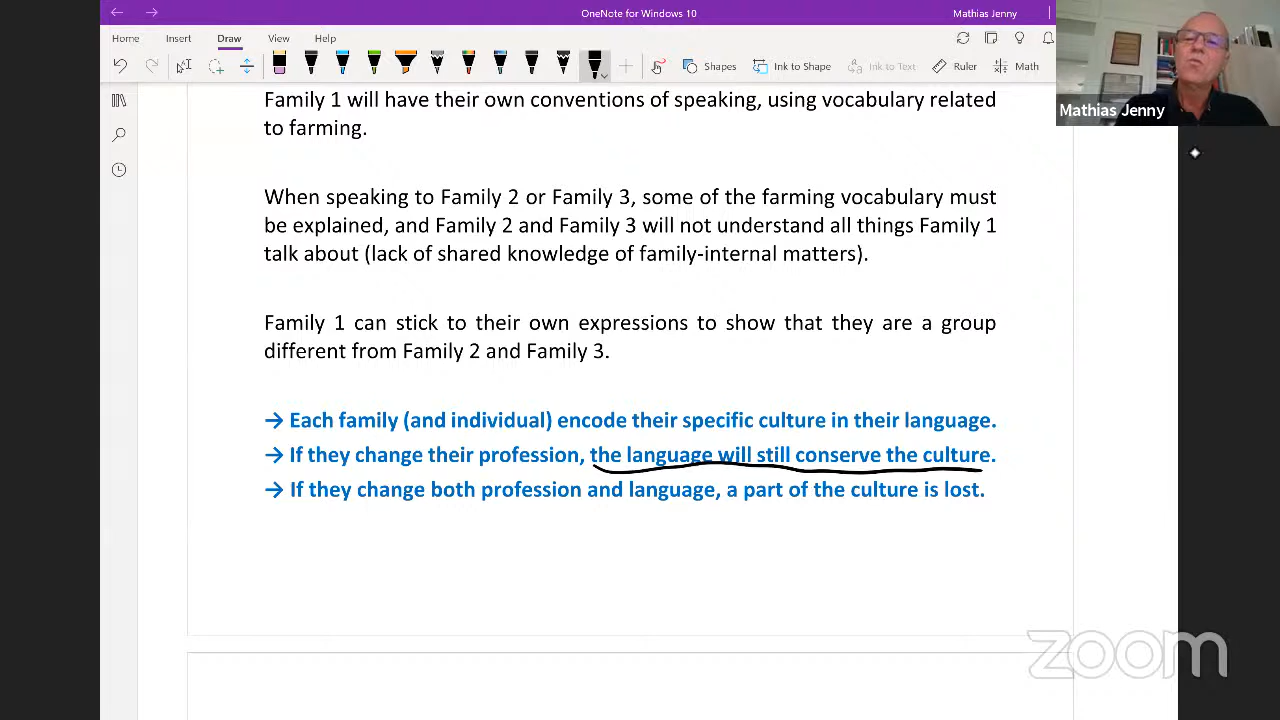 OneNote for Windows 10
Mathias Jenny
Home Insert Draw View Help
Shapes Ink to Shape Ink to Text Ruler Math
Mathias Jenny
Family 1 will have their own conventions of speaking, using vocabulary related
to farming.
When speaking to Family 2 or Family 3, some of the farming vocabulary must
be explained, and Family 2 and Family 3 will not understand all things Family 1
talk about (lack of shared knowledge of family-internal matters).
Family 1 can stick to their own expressions to show that they are a group
different from Family 2 and Family 3.
→ Each family (and individual) encode their specific culture in their language.
→ If they change their profession, the language will still conserve the culture.
→ If they change both profession and language, a part of the culture is lost.
zoom